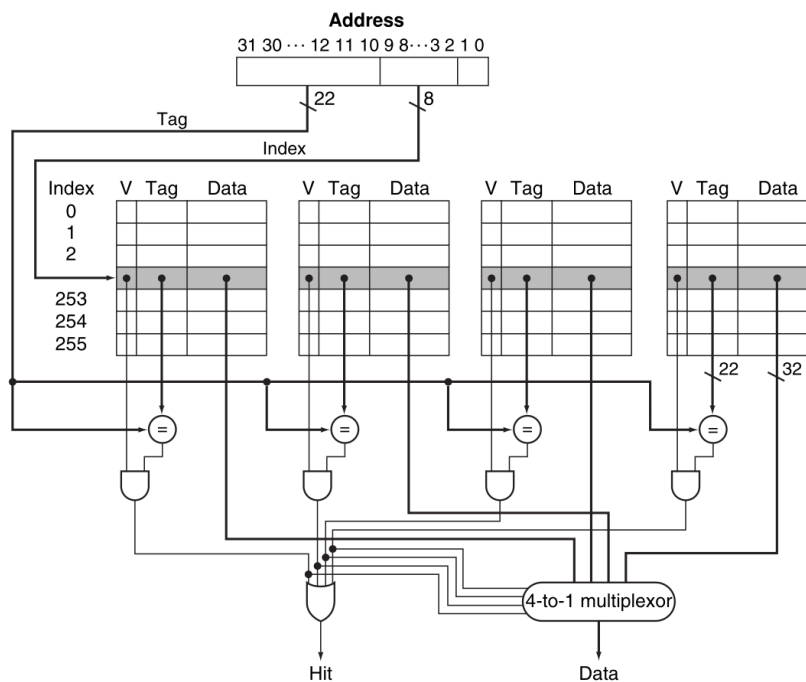 Address
31 30 ··· 12 11 10 9 8···3 2 1 0
22
8
Tag
Index
Index V Tag Data V Tag Data V Tag Data V Tag Data
0
1
2
253
254
255
22 32
= = = =
4-to-1 multiplexor
Hit Data